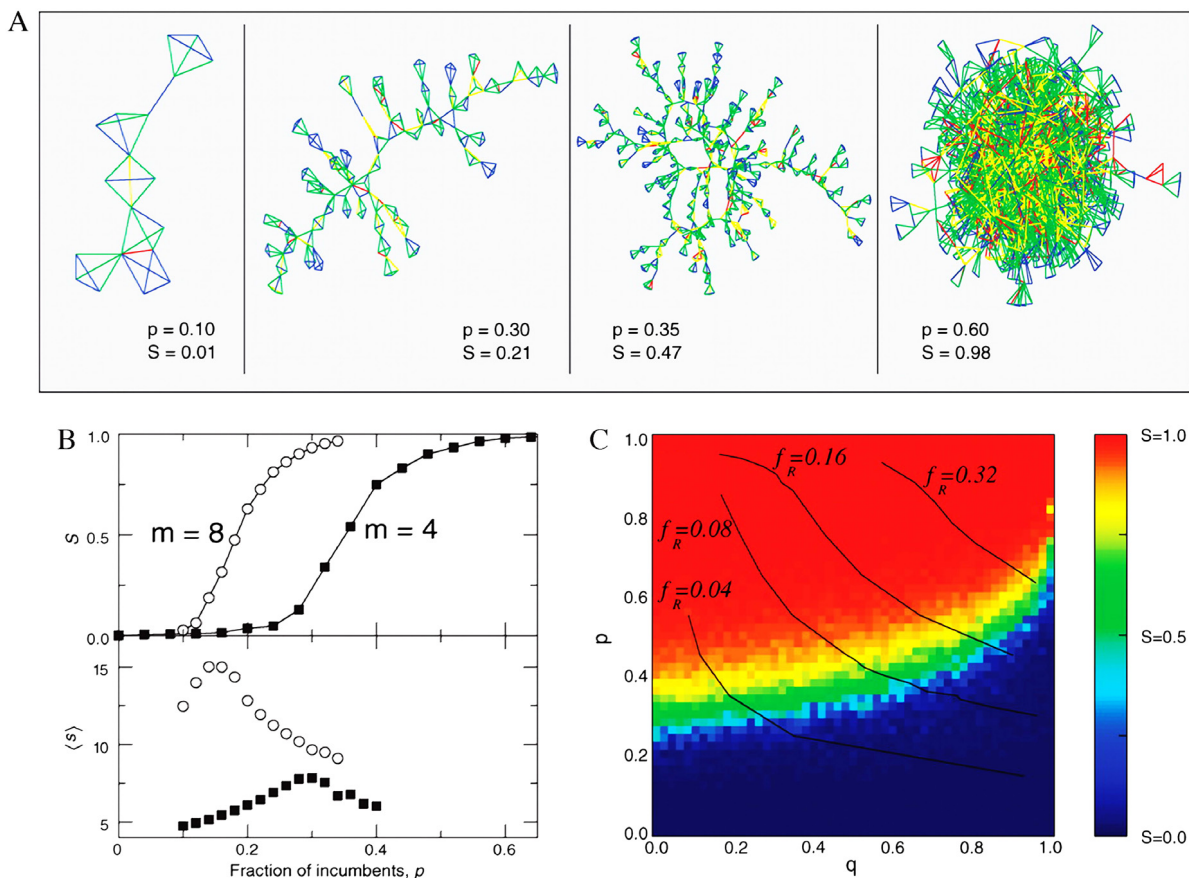 A
p = 0.10
S = 0.01
p = 0.30
S = 0.21
p = 0.35
S = 0.47
p = 0.60
S = 0.98
B
1.0
S
0.5
0.0
m = 8
m = 4
15
⟨s⟩
10
5
0
0.2
0.4
0.6
Fraction of incumbents, p
C
1.0
0.8
0.6
p
0.4
0.2
0.0
f_R=0.16
f_R=0.32
f_R=0.08
f_R=0.04
0.0
0.2
0.4
0.6
0.8
1.0
q
S=1.0
S=0.5
S=0.0